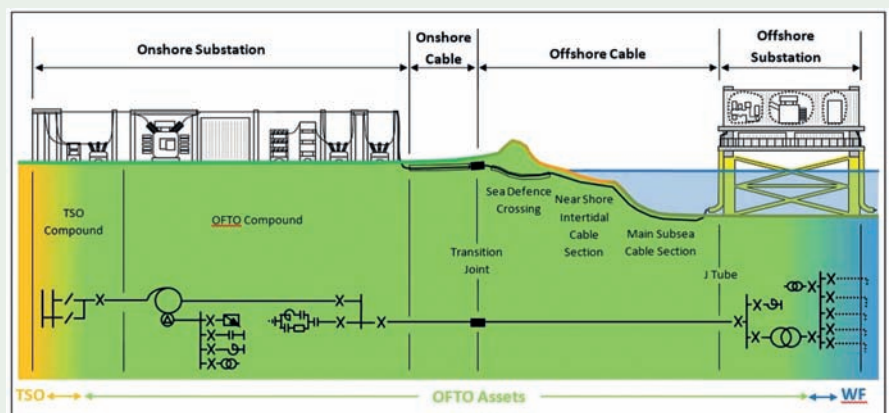 Onshore Substation
Onshore
Cable
Offshore Cable
Offshore
Substation
TSO
Compound
OFTO Compound
Sea Defence
Crossing
Near Shore
Intertidal
Cable
Section
Main Subsea
Cable Section
Transition
Joint
J Tube
TSO
OFTO Assets
WF